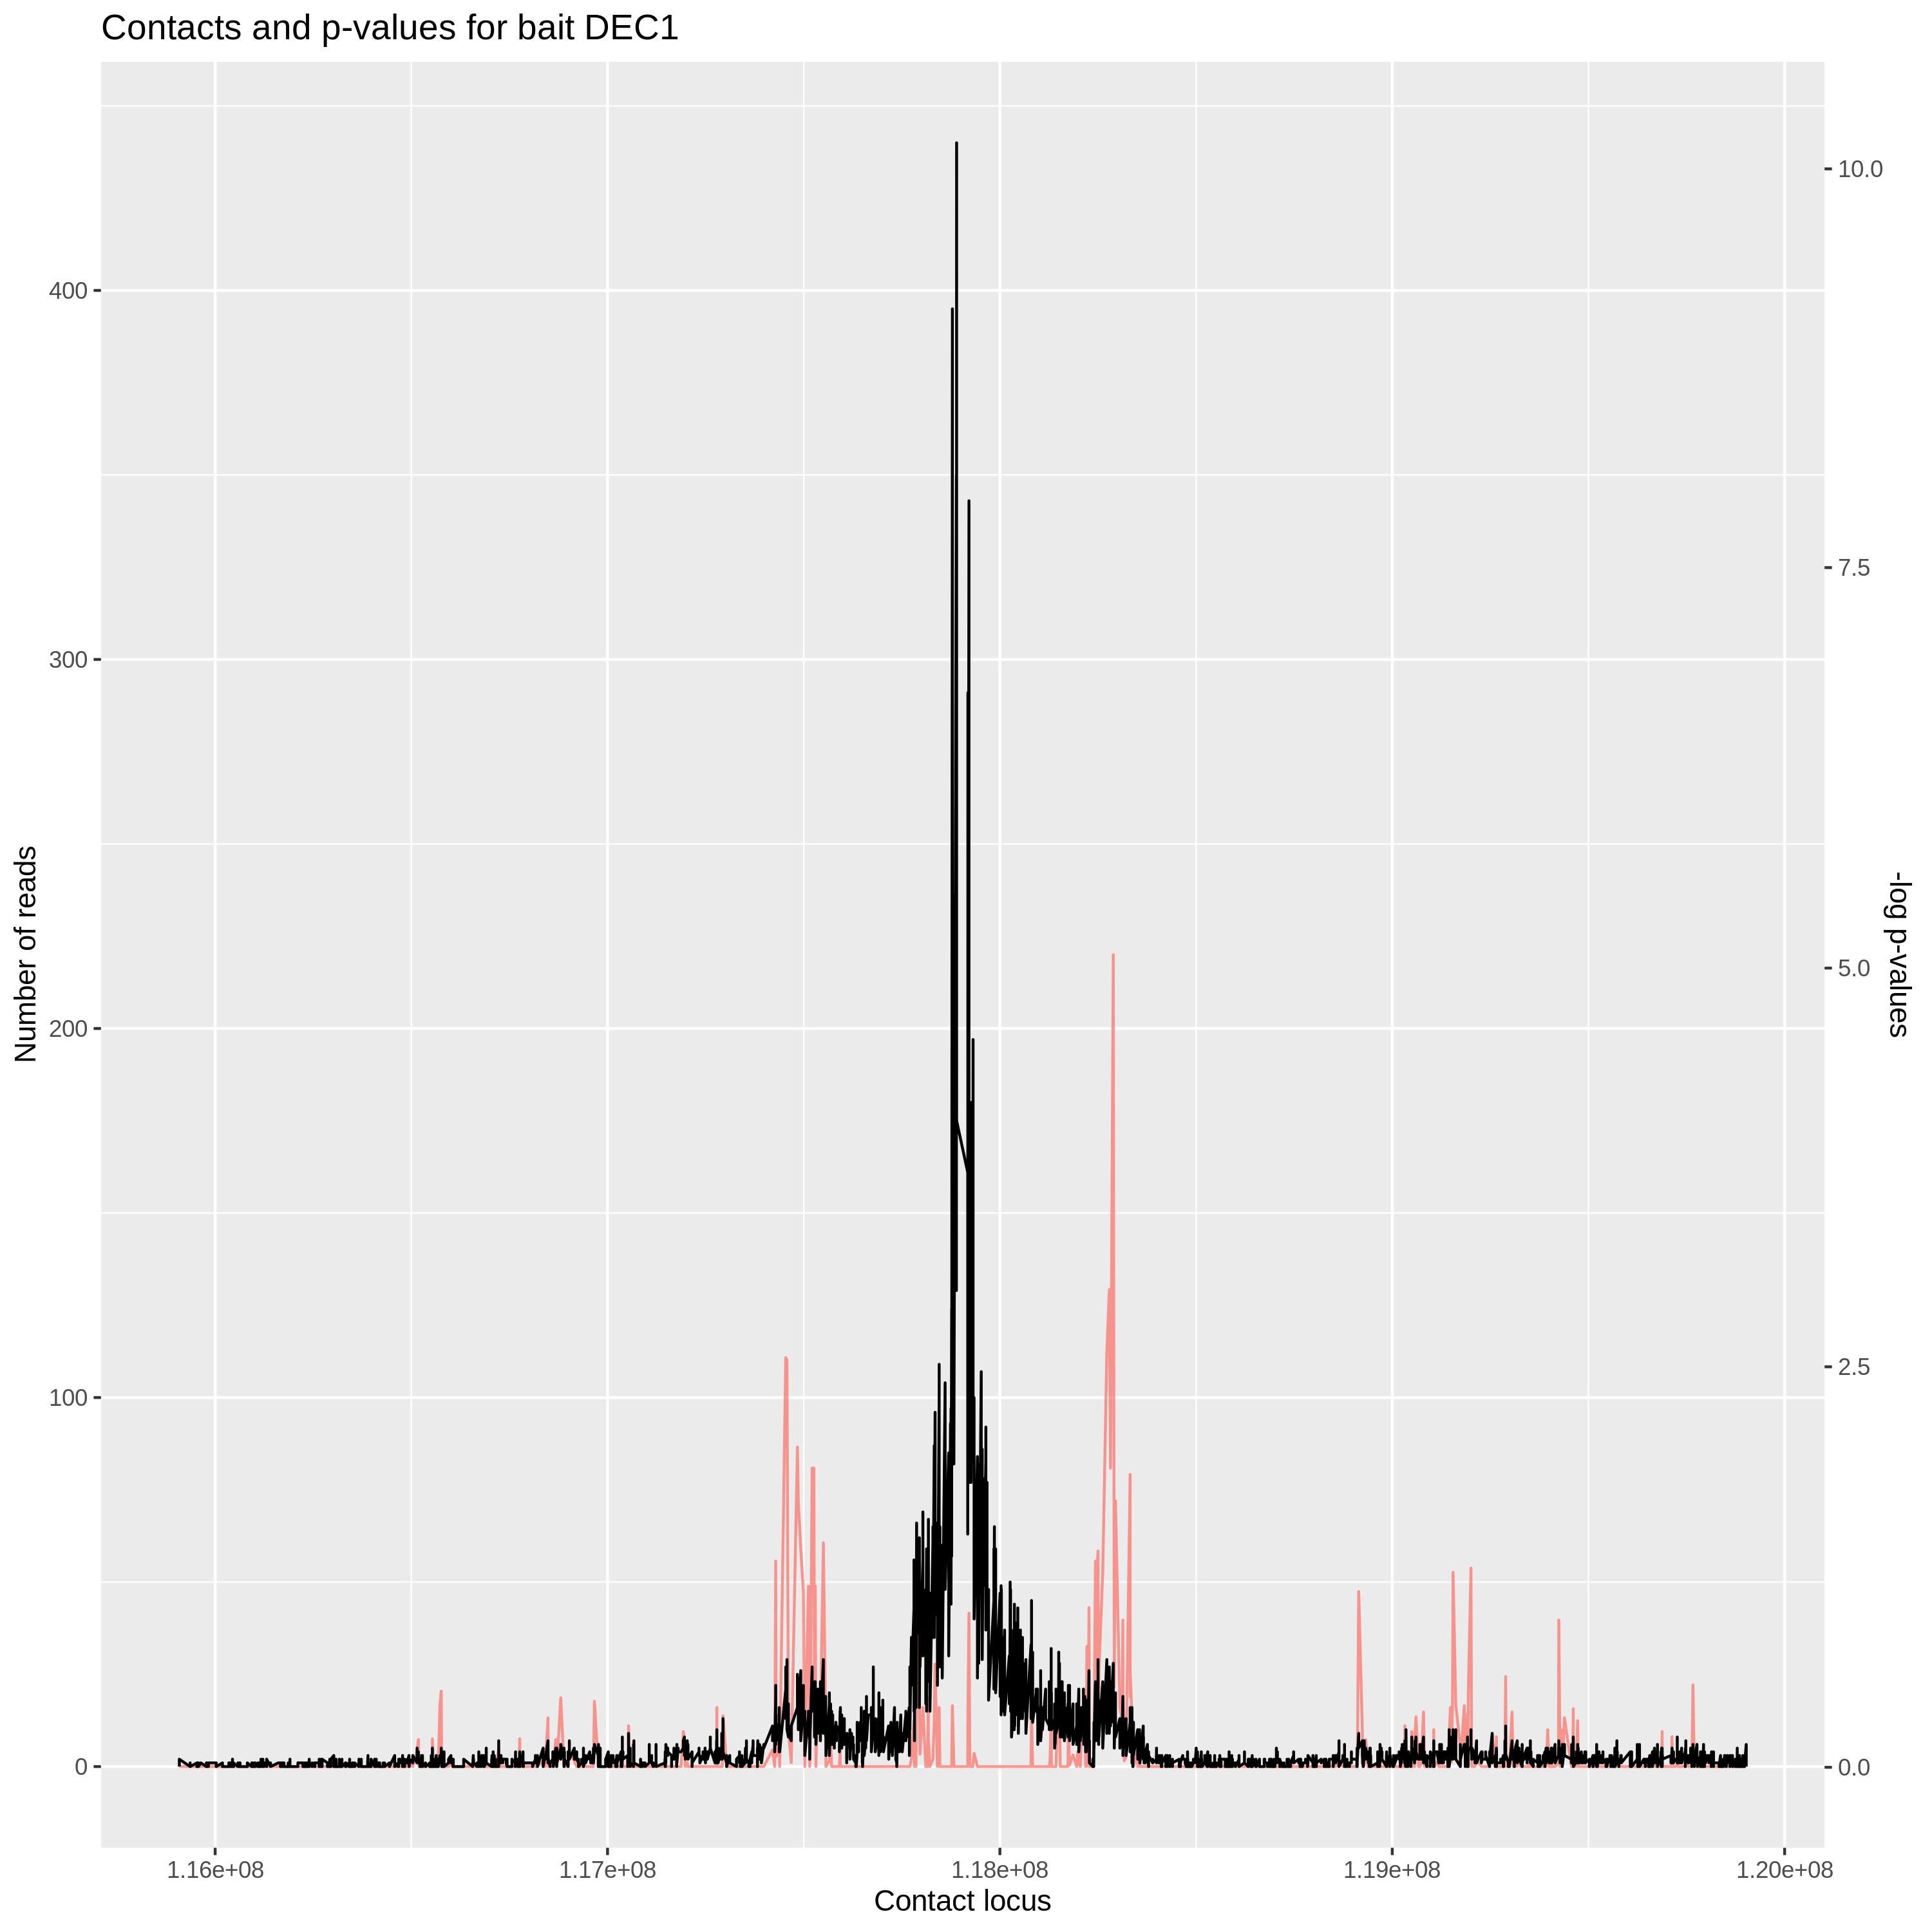 Contacts and p-values for bait DEC1
400
300
200
100
0
Number of reads
10.0
7.5
5.0
2.5
0.0
-log p-values
1.16e+08
1.17e+08
1.18e+08
1.19e+08
1.20e+08
Contact locus